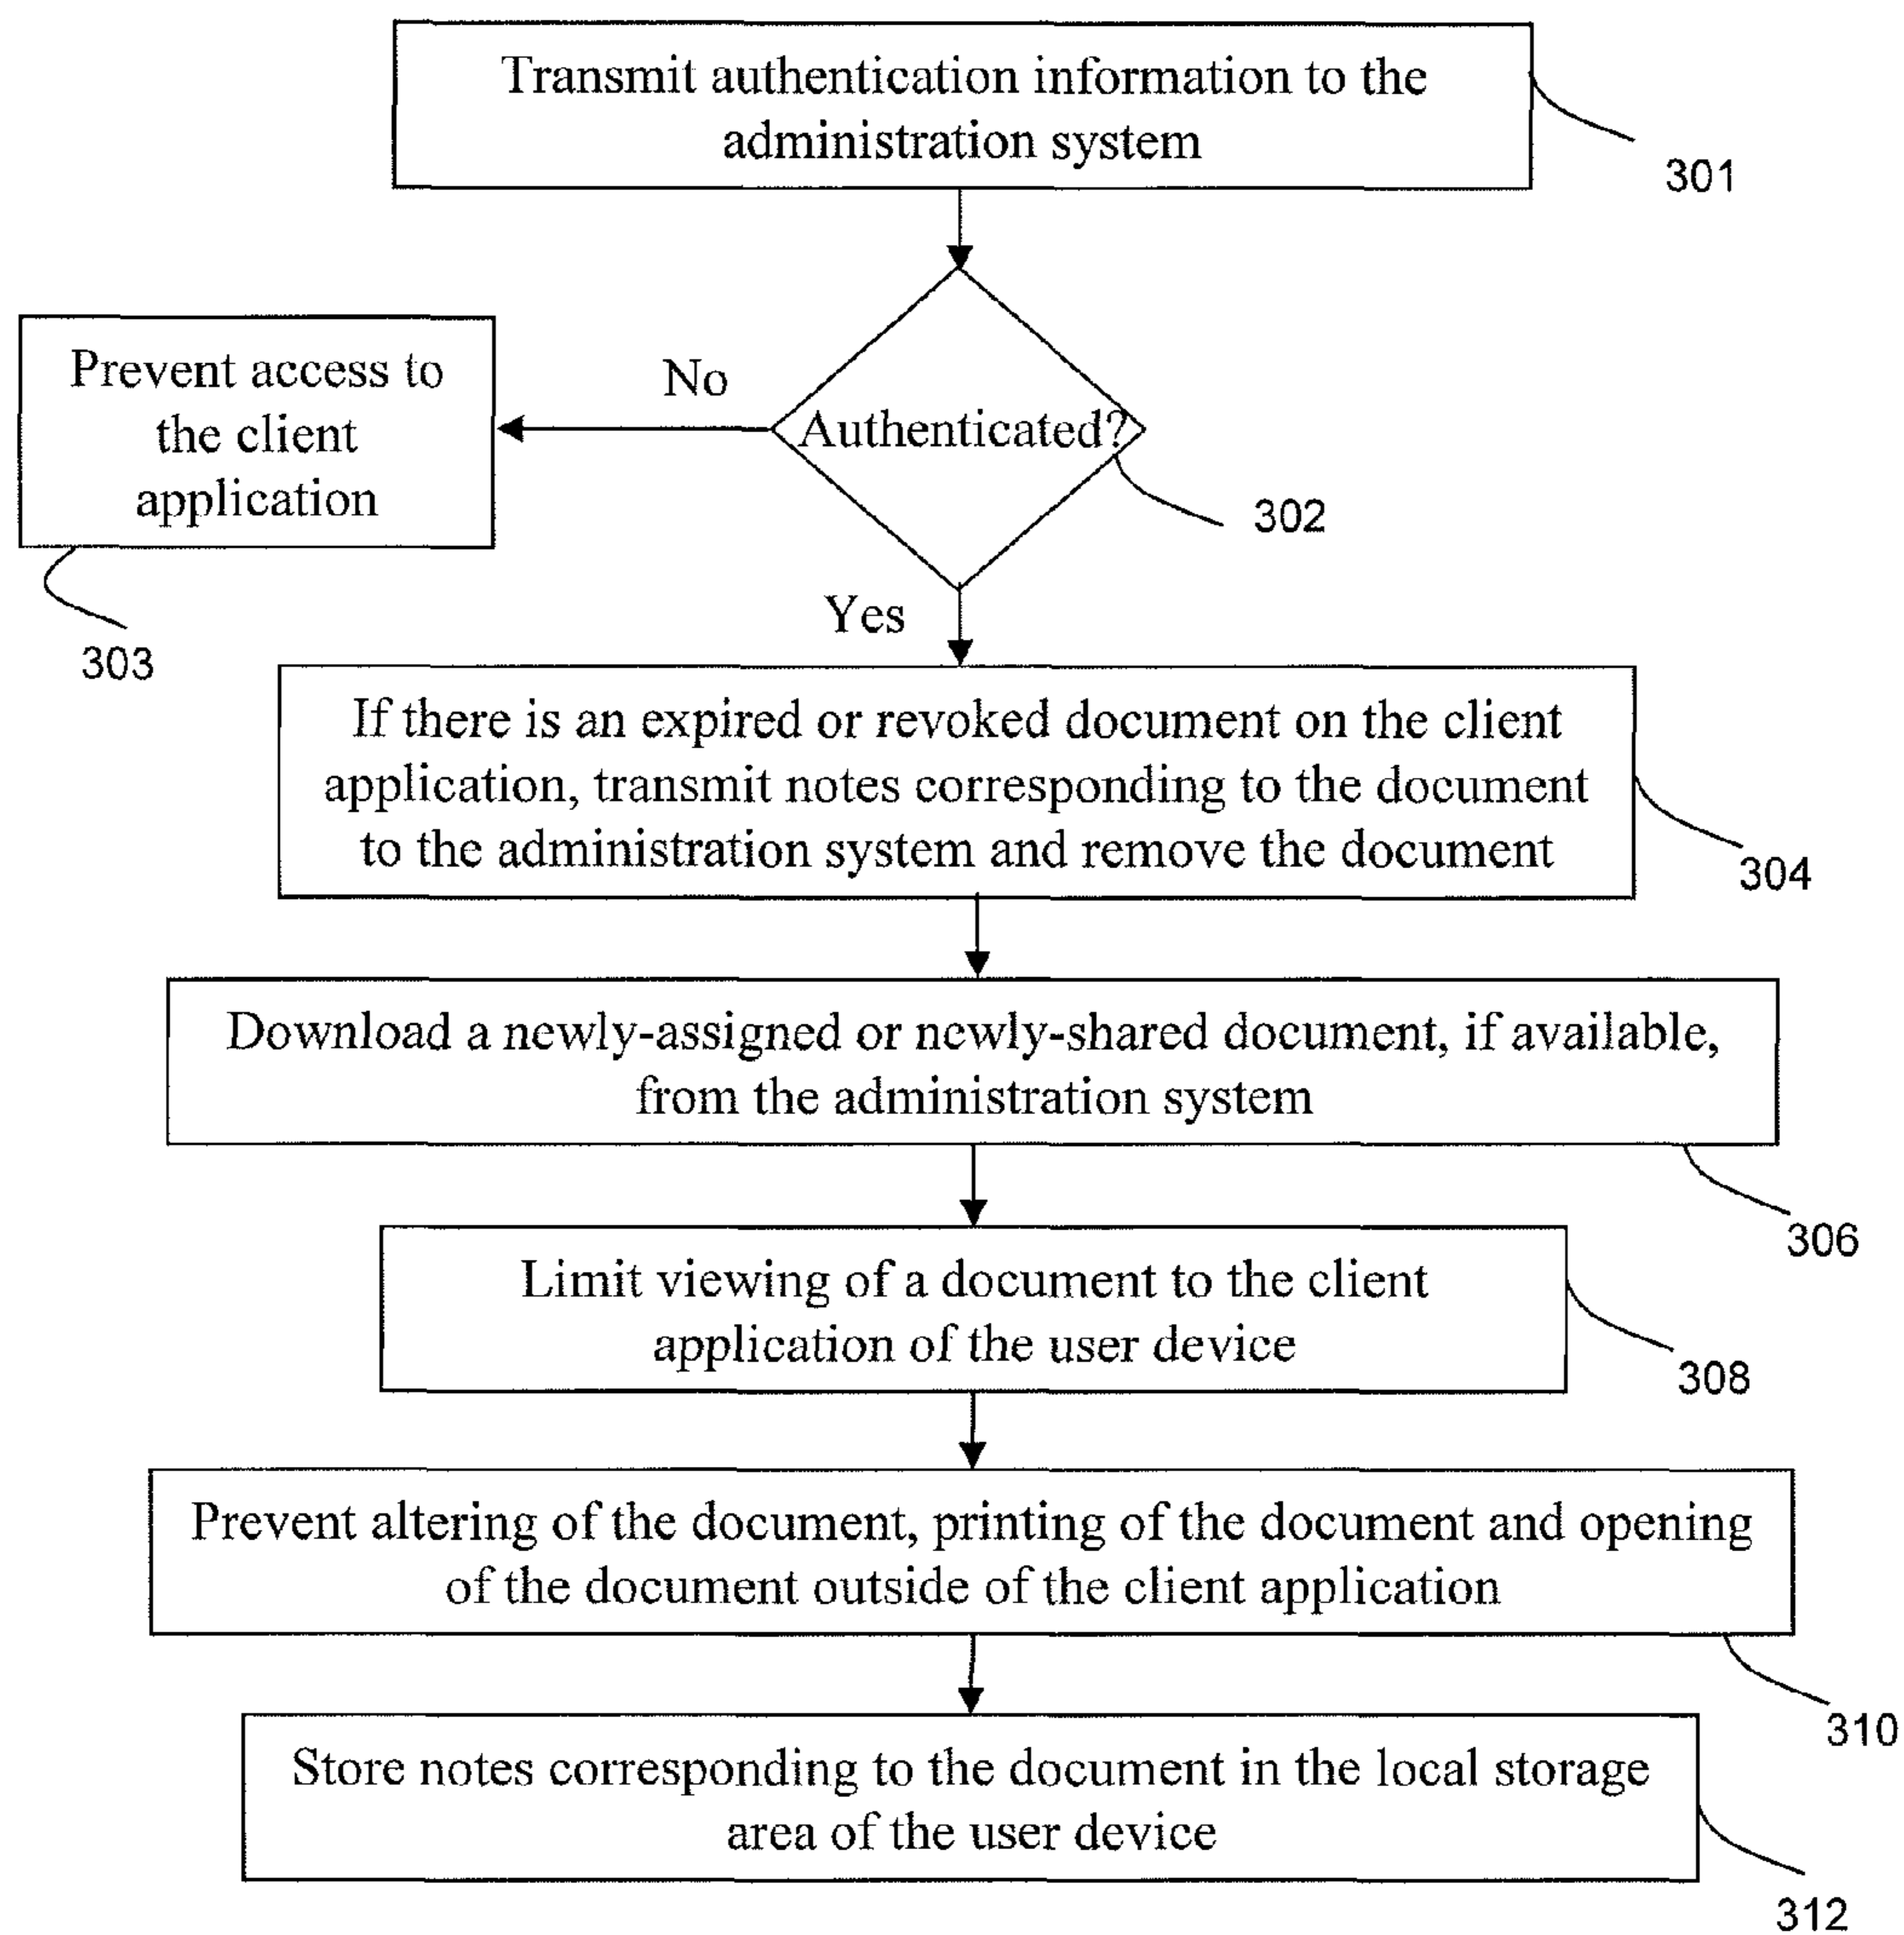 Transmit authentication information to the
administration system
301
Prevent access to
the client
application
303
No
Authenticated?
302
Yes
If there is an expired or revoked document on the client
application, transmit notes corresponding to the document
to the administration system and remove the document
304
Download a newly-assigned or newly-shared document, if available,
from the administration system
306
Limit viewing of a document to the client
application of the user device
308
Prevent altering of the document, printing of the document and opening
of the document outside of the client application
310
Store notes corresponding to the document in the local storage
area of the user device
312